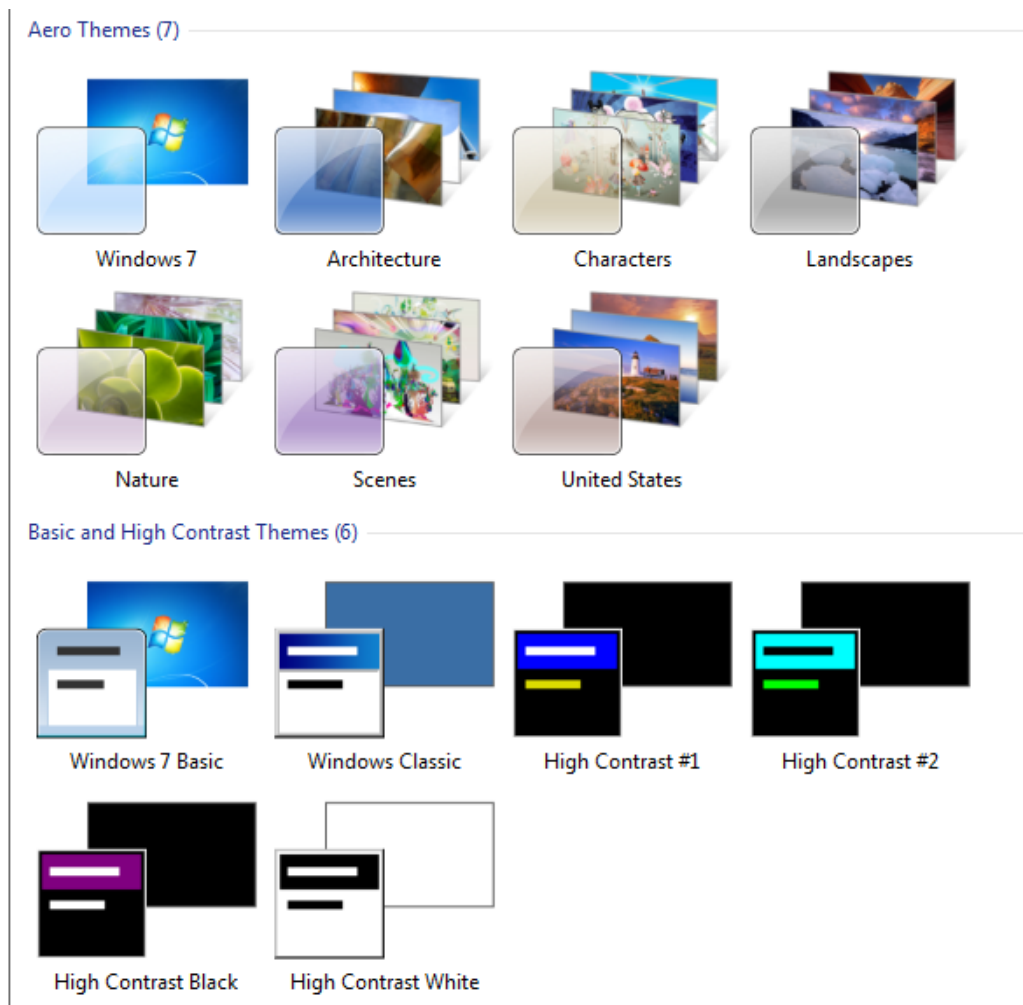 Aero Themes (7)
Windows 7
Architecture
Characters
Landscapes
Nature
Scenes
United States
Basic and High Contrast Themes (6)
Windows 7 Basic
Windows Classic
High Contrast #1
High Contrast #2
High Contrast Black
High Contrast White